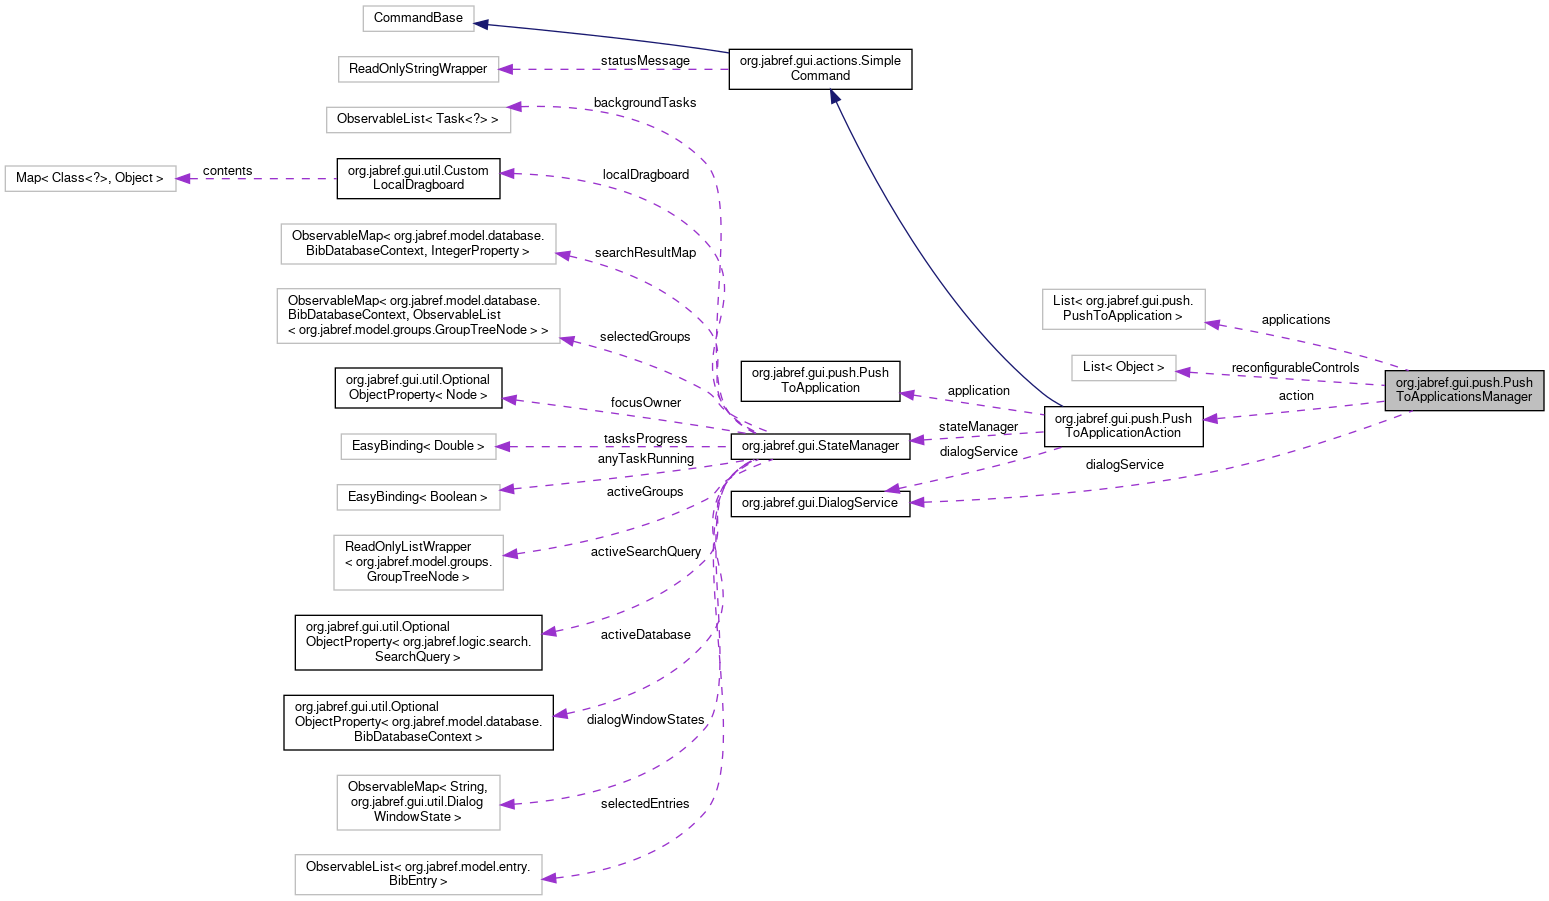 CommandBase
org.jabref.gui.actions.Simple
Command
statusMessage
ReadOnlyStringWrapper
backgroundTasks
ObservableList< Task<?> >
Map< Class<?>, Object >
contents
org.jabref.gui.util.Custom
LocalDragboard
localDragboard
ObservableMap< org.jabref.model.database.
BibDatabaseContext, IntegerProperty >
searchResultMap
ObservableMap< org.jabref.model.database.
BibDatabaseContext, ObservableList
< org.jabref.model.groups.GroupTreeNode > >
selectedGroups
List< org.jabref.gui.push.
PushToApplication >
applications
List< Object >
reconfigurableControls
org.jabref.gui.push.Push
ToApplicationsManager
action
org.jabref.gui.push.Push
ToApplication
application
org.jabref.gui.push.Push
ToApplicationAction
stateManager
dialogService
dialogService
org.jabref.gui.util.Optional
ObjectProperty< Node >
focusOwner
EasyBinding< Double >
tasksProgress
org.jabref.gui.StateManager
anyTaskRunning
EasyBinding< Boolean >
activeGroups
org.jabref.gui.DialogService
ReadOnlyListWrapper
< org.jabref.model.groups.
GroupTreeNode >
activeSearchQuery
org.jabref.gui.util.Optional
ObjectProperty< org.jabref.logic.search.
SearchQuery >
activeDatabase
org.jabref.gui.util.Optional
ObjectProperty< org.jabref.model.database.
BibDatabaseContext >
dialogWindowStates
ObservableMap< String,
org.jabref.gui.util.Dialog
WindowState >
selectedEntries
ObservableList< org.jabref.model.entry.
BibEntry >